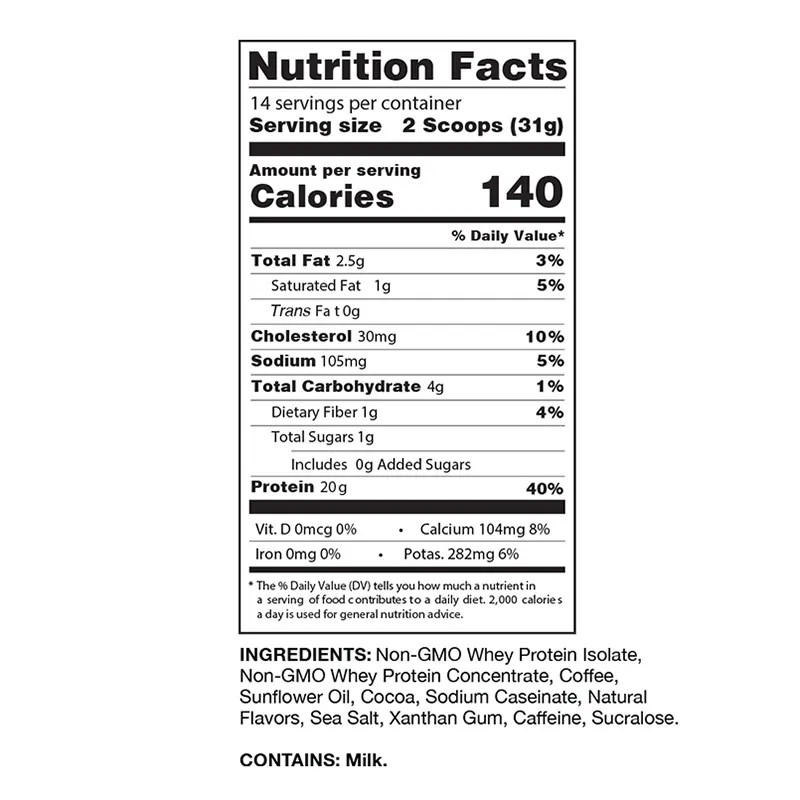 Nutrition Facts
14 servings per container
Serving size 2 Scoops (31g)
Amount per serving
Calories 140
% Daily Value*
Total Fat 2.5g 3%
Saturated Fat 1g 5%
Trans Fat 0g
Cholesterol 30mg 10%
Sodium 105mg 5%
Total Carbohydrate 4g 1%
Dietary Fiber 1g 4%
Total Sugars 1g
Includes 0g Added Sugars
Protein 20g 40%
Vit. D 0mcg 0% • Calcium 104mg 8%
Iron 0mg 0% • Potas. 282mg 6%
* The % Daily Value (DV) tells you how much a nutrient in
a serving of food contributes to a daily diet. 2,000 calories
a day is used for general nutrition advice.
INGREDIENTS: Non-GMO Whey Protein Isolate,
Non-GMO Whey Protein Concentrate, Coffee,
Sunflower Oil, Cocoa, Sodium Caseinate, Natural
Flavors, Sea Salt, Xanthan Gum, Caffeine, Sucralose.
CONTAINS: Milk.